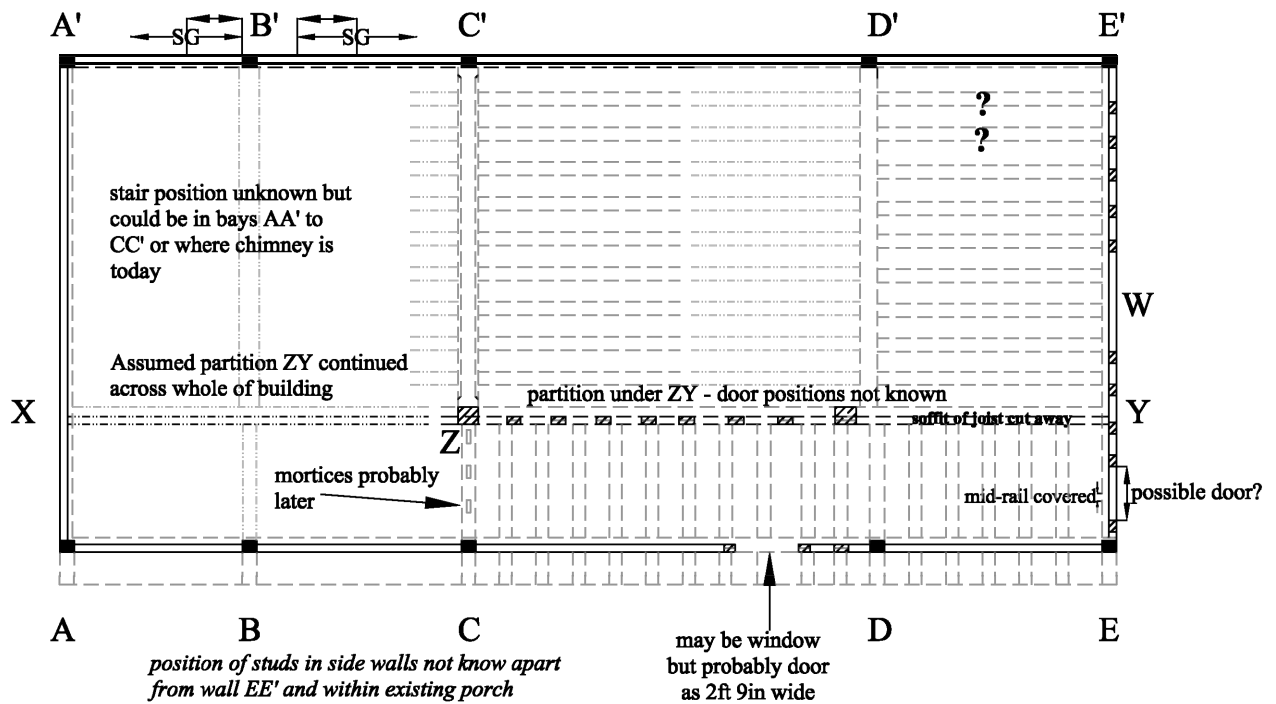 A' SG B' SG C' D' E'
?
?
stair position unknown but
could be in bays AA' to
CC' or where chimney is
today
W
Assumed partition ZY continued
across whole of building
partition under ZY - door positions not known
X
Y
soffit of joist cut away
Z
mortices probably
later
mid-rail covered
possible door?
A B C D E
may be window
but probably door
as 2ft 9in wide
position of studs in side walls not know apart
from wall EE' and within existing porch